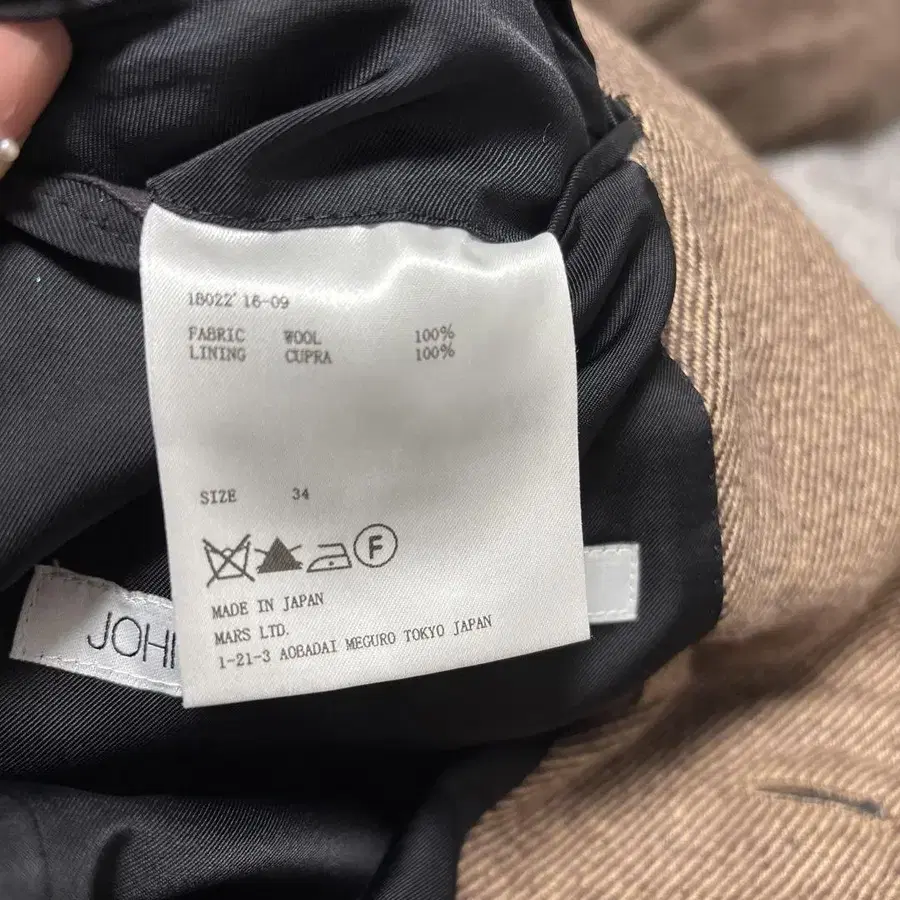 18022' 16-09
FABRIC WOOL 100%
LINING CUPRA 100%
SIZE 34
F
MADE IN JAPAN
MARS LTD.
1-21-3 AOBADAI MEGURO TOKYO JAPAN
JOH